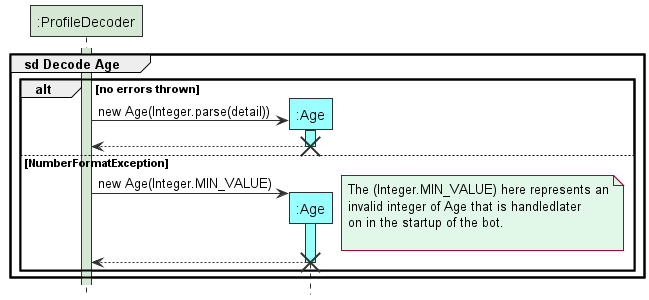 :ProfileDecoder
sd Decode Age
alt
[no errors thrown]
new Age(Integer.parse(detail))
:Age
[NumberFormatException]
new Age(Integer.MIN_VALUE)
:Age
The (Integer.MIN_VALUE) here represents an
invalid integer of Age that is handledlater
on in the startup of the bot.